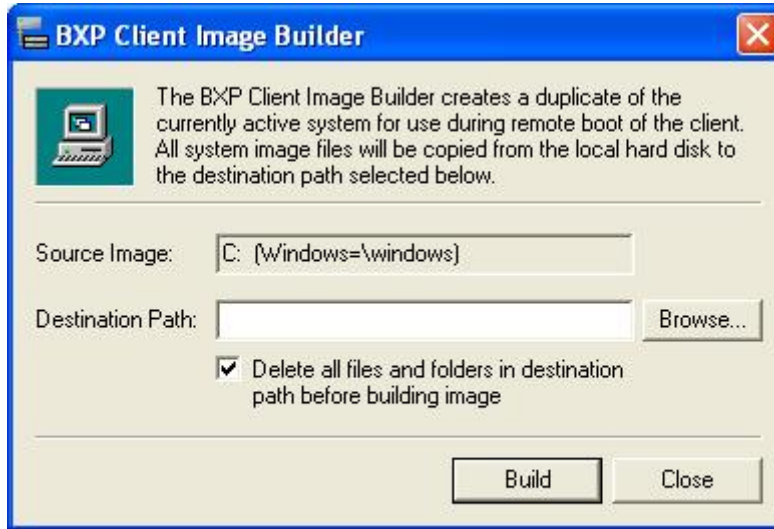 BXP Client Image Builder
The BXP Client Image Builder creates a duplicate of the
currently active system for use during remote boot of the client.
All system image files will be copied from the local hard disk to
the destination path selected below.
Source Image: C: (Windows=\windows)
Destination Path: Browse...
Delete all files and folders in destination
path before building image
Build Close